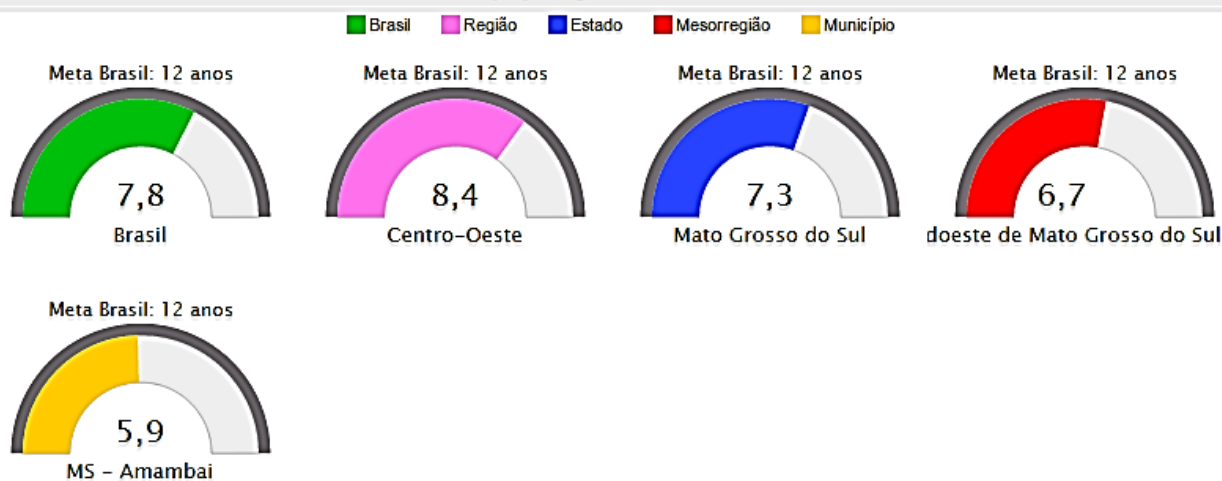 Brasil Região Estado Mesorregião Município
Meta Brasil: 12 anos Meta Brasil: 12 anos Meta Brasil: 12 anos Meta Brasil: 12 anos
7,8 8,4 7,3 6,7
Brasil Centro-Oeste Mato Grosso do Sul doeste de Mato Grosso do Sul
Meta Brasil: 12 anos
5,9
MS - Amambai